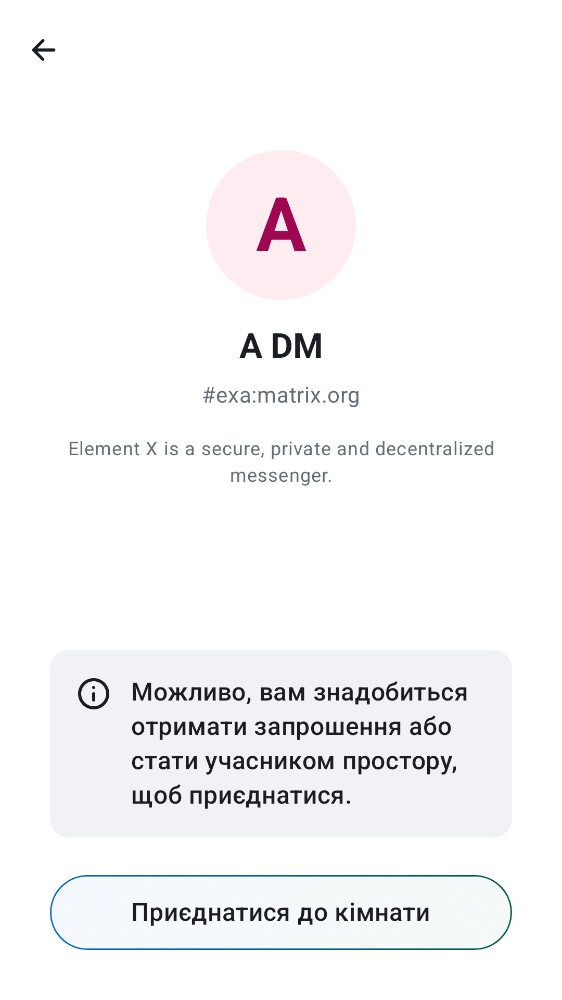 A
A DM
#exa:matrix.org
Element X is a secure, private and decentralized
messenger.
Можливо, вам знадобиться
отримати запрошення або
стати учасником простору,
щоб приєднатися.
Приєднатися до кімнати